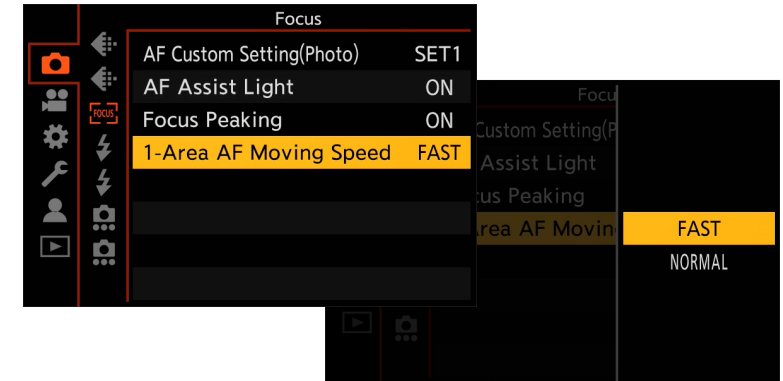 Focus
AF Custom Setting(Photo) SET1
AF Assist Light ON
FOCUS
Focus Peaking ON
1-Area AF Moving Speed FAST
Focu
Custom Setting(P
Assist Light
cus Peaking
Area AF Movin
FAST
NORMAL